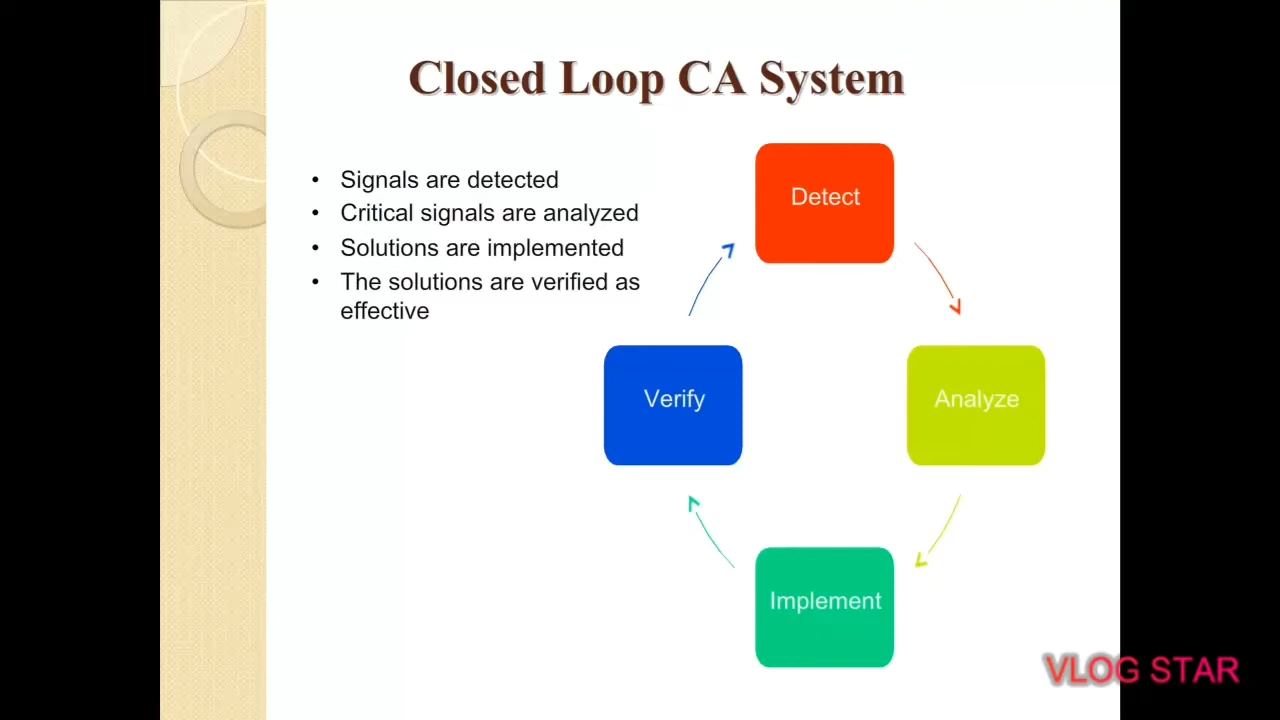 Closed Loop CA System
• Signals are detected
• Critical signals are analyzed
• Solutions are implemented
• The solutions are verified as
effective
Detect
Analyze
Implement
Verify
VLOG STAR